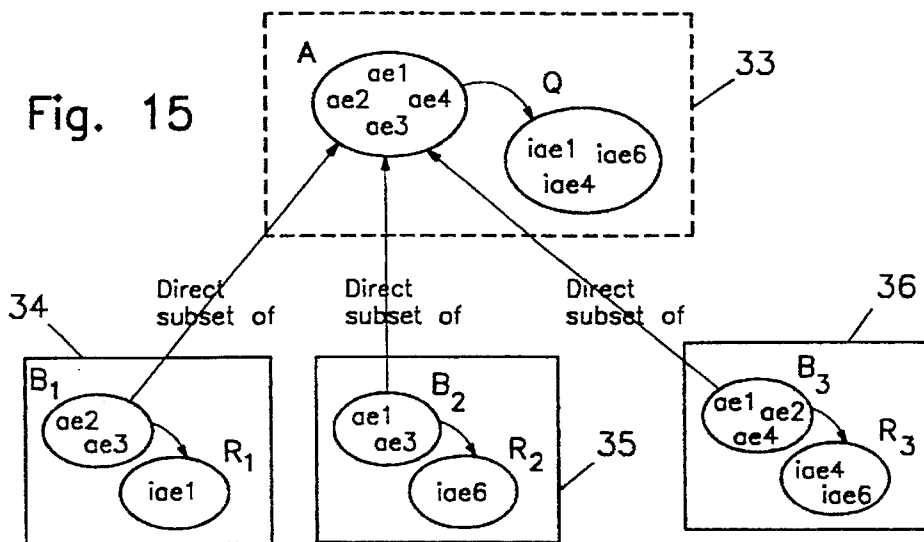 Fig. 15
A
ae1
ae2 ae4
ae3
Q
iae1 iae6
iae4
33
Direct
subset of
Direct
subset of
Direct
subset of
34
B1
ae2
ae3
R1
iae1
B2
ae1
ae3
R2
iae6
35
36
B3
ae1 ae2
ae4
R3
iae4
iae6